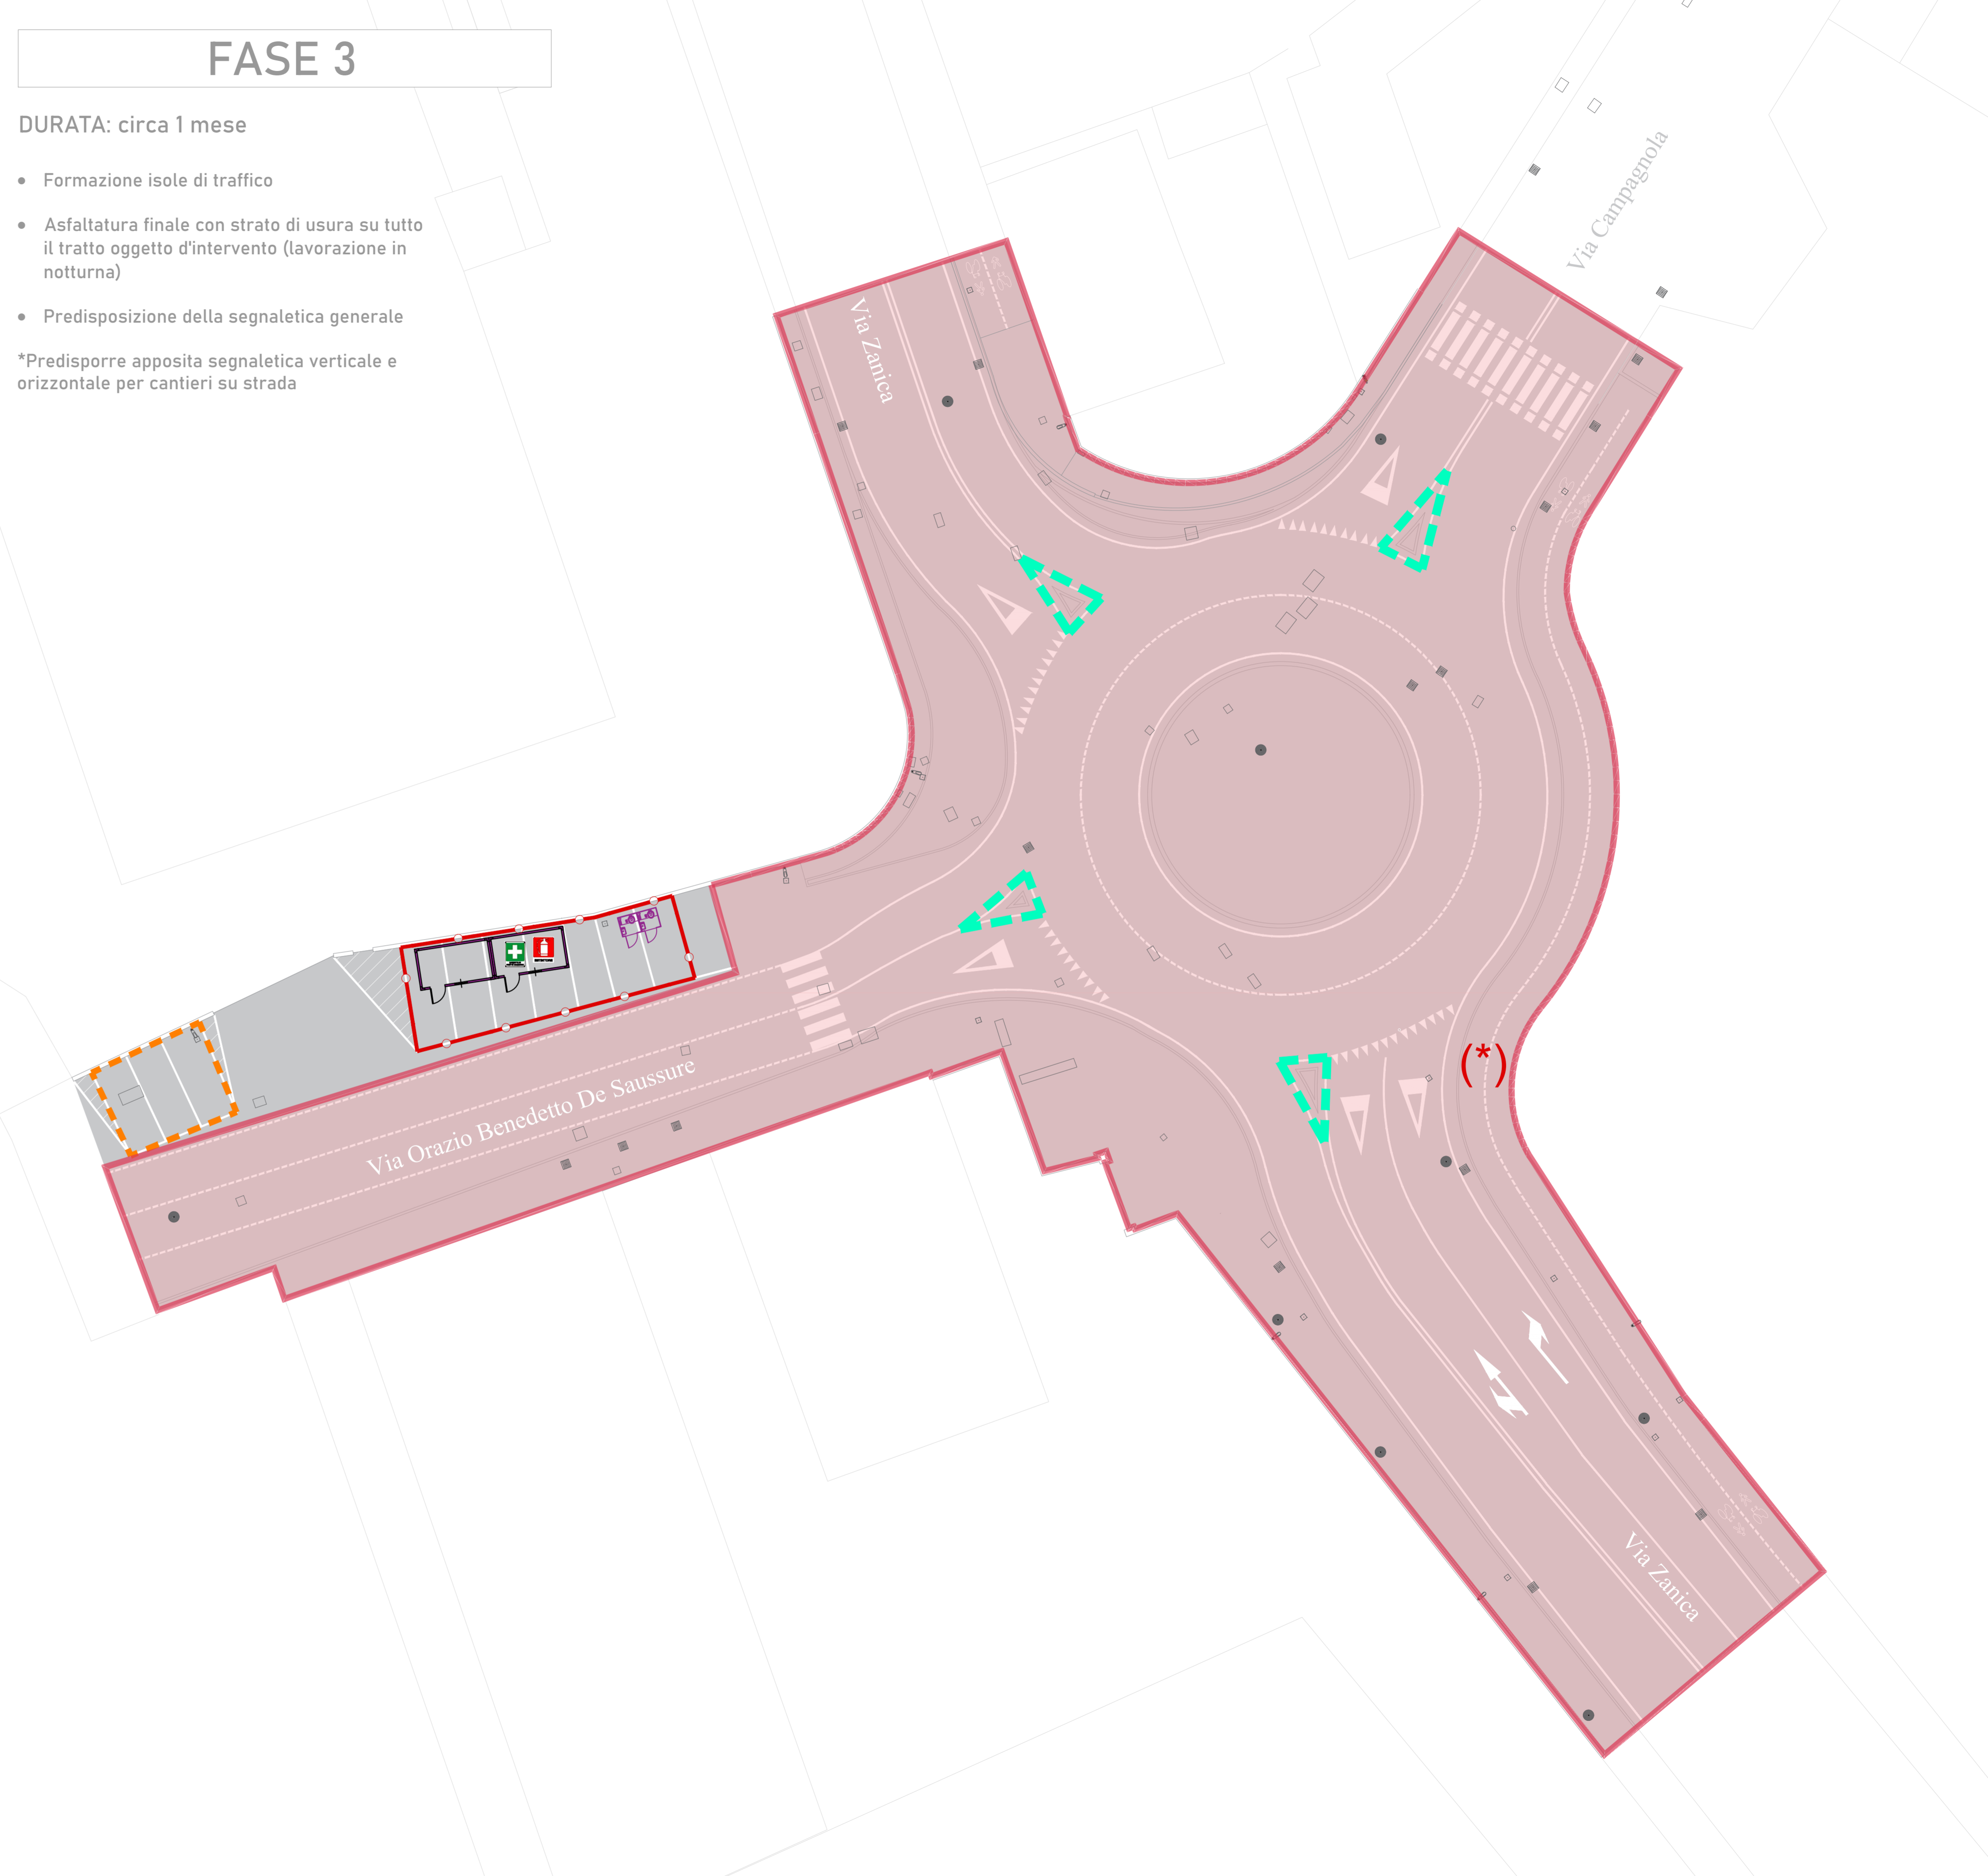 FASE 3
DURATA: circa 1 mese
• Formazione isole di traffico
• Asfaltatura finale con strato di usura su tutto
il tratto oggetto d'intervento (lavorazione in
notturna)
• Predisposizione della segnaletica generale
*Predisporre apposita segnaletica verticale e
orizzontale per cantieri su strada
Via Campagnola
Via Zanica
Via Orazio Benedetto De Saussure
(*)
Via Zanica